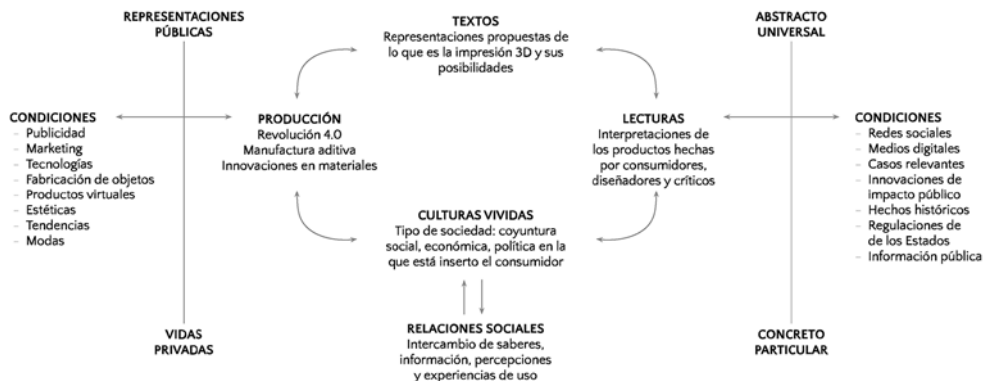 REPRESENTACIONES
PÚBLICAS
TEXTOS
Representaciones propuestas de
lo que es la impresión 3D y sus
posibilidades
ABSTRACTO
UNIVERSAL
CONDICIONES
– Publicidad
– Marketing
– Tecnologías
– Fabricación de objetos
– Productos virtuales
– Estéticas
– Tendencias
– Modas
PRODUCCIÓN
Revolución 4.0
Manufactura aditiva
Innovaciones en materiales
LECTURAS
Interpretaciones de
los productos hechas
por consumidores,
diseñadores y críticos
CONDICIONES
– Redes sociales
– Medios digitales
– Casos relevantes
– Innovaciones de
impacto público
– Hechos históricos
– Regulaciones de
de los Estados
– Información pública
CULTURAS VIVIDAS
Tipo de sociedad: coyuntura
social, económica, política en la
que está inserto el consumidor
VIDAS
PRIVADAS
RELACIONES SOCIALES
Intercambio de saberes,
información, percepciones
y experiencias de uso
CONCRETO
PARTICULAR